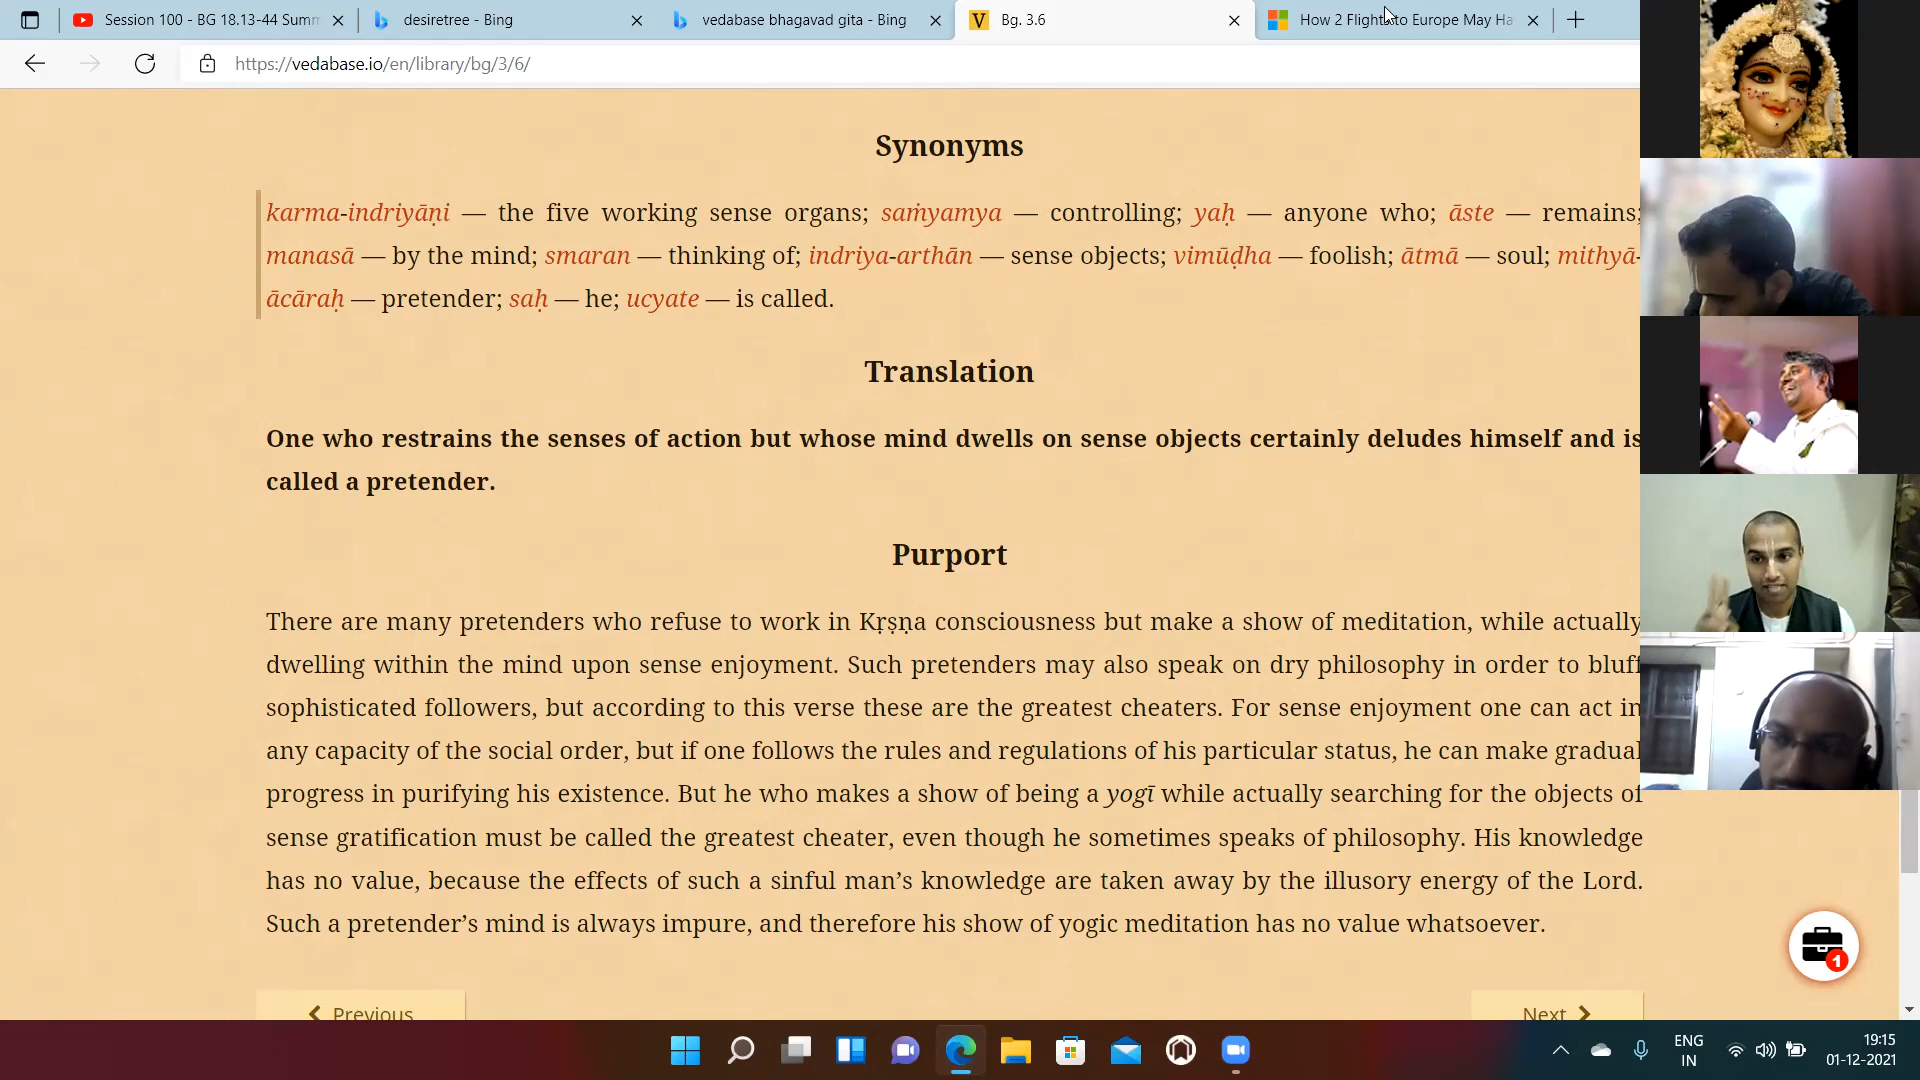 Session 100 - BG 18.13-44 Summ
desiretree - Bing
vedabase bhagavad gita - Bing
V
Bg. 3.6
How 2 Flights to Europe May Ha
https://vedabase.io/en/library/bg/3/6/
Synonyms
karma-indriyāṇi — the five working sense organs; saṁyamya — controlling; yaḥ — anyone who; āste — remains;
manasā — by the mind; smaran — thinking of; indriya-arthān — sense objects; vimūḍha — foolish; ātmā — soul; mithyā-
ācāraḥ — pretender; saḥ — he; ucyate — is called.
Translation
One who restrains the senses of action but whose mind dwells on sense objects certainly deludes himself and is
called a pretender.
Purport
There are many pretenders who refuse to work in Kṛṣṇa consciousness but make a show of meditation, while actually
dwelling within the mind upon sense enjoyment. Such pretenders may also speak on dry philosophy in order to bluff
sophisticated followers, but according to this verse these are the greatest cheaters. For sense enjoyment one can act in
any capacity of the social order, but if one follows the rules and regulations of his particular status, he can make gradual
progress in purifying his existence. But he who makes a show of being a yogī while actually searching for the objects of
sense gratification must be called the greatest cheater, even though he sometimes speaks of philosophy. His knowledge
has no value, because the effects of such a sinful man’s knowledge are taken away by the illusory energy of the Lord.
Such a pretender’s mind is always impure, and therefore his show of yogic meditation has no value whatsoever.
1
Previous
Next
ENG
IN
19:15
01-12-2021